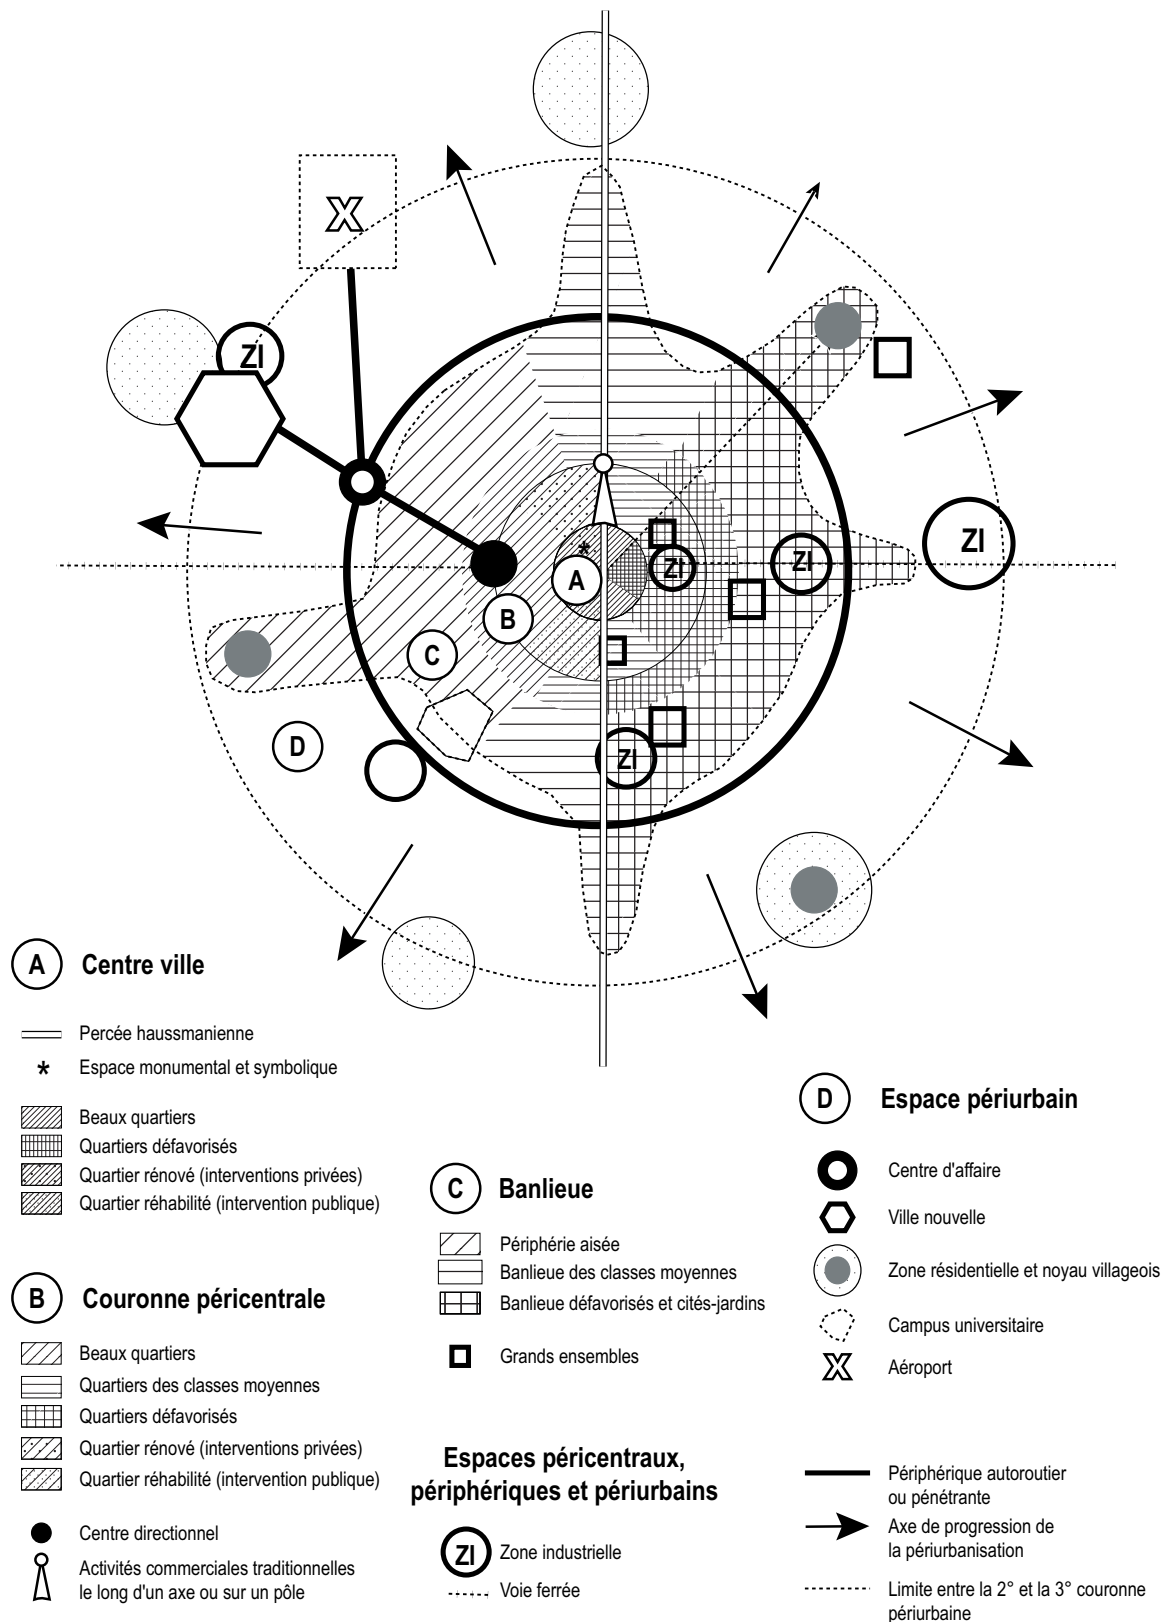 X
ZI
ZI
ZI
ZI
*
A
B
C
D
ZI
A Centre ville
Percée haussmanienne
* Espace monumental et symbolique
Beaux quartiers
Quartiers défavorisés
Quartier rénové (interventions privées)
Quartier réhabilité (intervention publique)
B Couronne péricentrale
Beaux quartiers
Quartiers des classes moyennes
Quartiers défavorisés
Quartier rénové (interventions privées)
Quartier réhabilité (intervention publique)
Centre directionnel
Activités commerciales traditionnelles
le long d'un axe ou sur un pôle
C Banlieue
Périphérie aisée
Banlieue des classes moyennes
Banlieue défavorisés et cités-jardins
Grands ensembles
Espaces péricentraux,
périphériques et périurbains
ZI Zone industrielle
Voie ferrée
D Espace périurbain
Centre d'affaire
Ville nouvelle
Zone résidentielle et noyau villageois
Campus universitaire
X Aéroport
Périphérique autoroutier
ou pénétrante
Axe de progression de
la périurbanisation
Limite entre la 2° et la 3° couronne
périurbaine